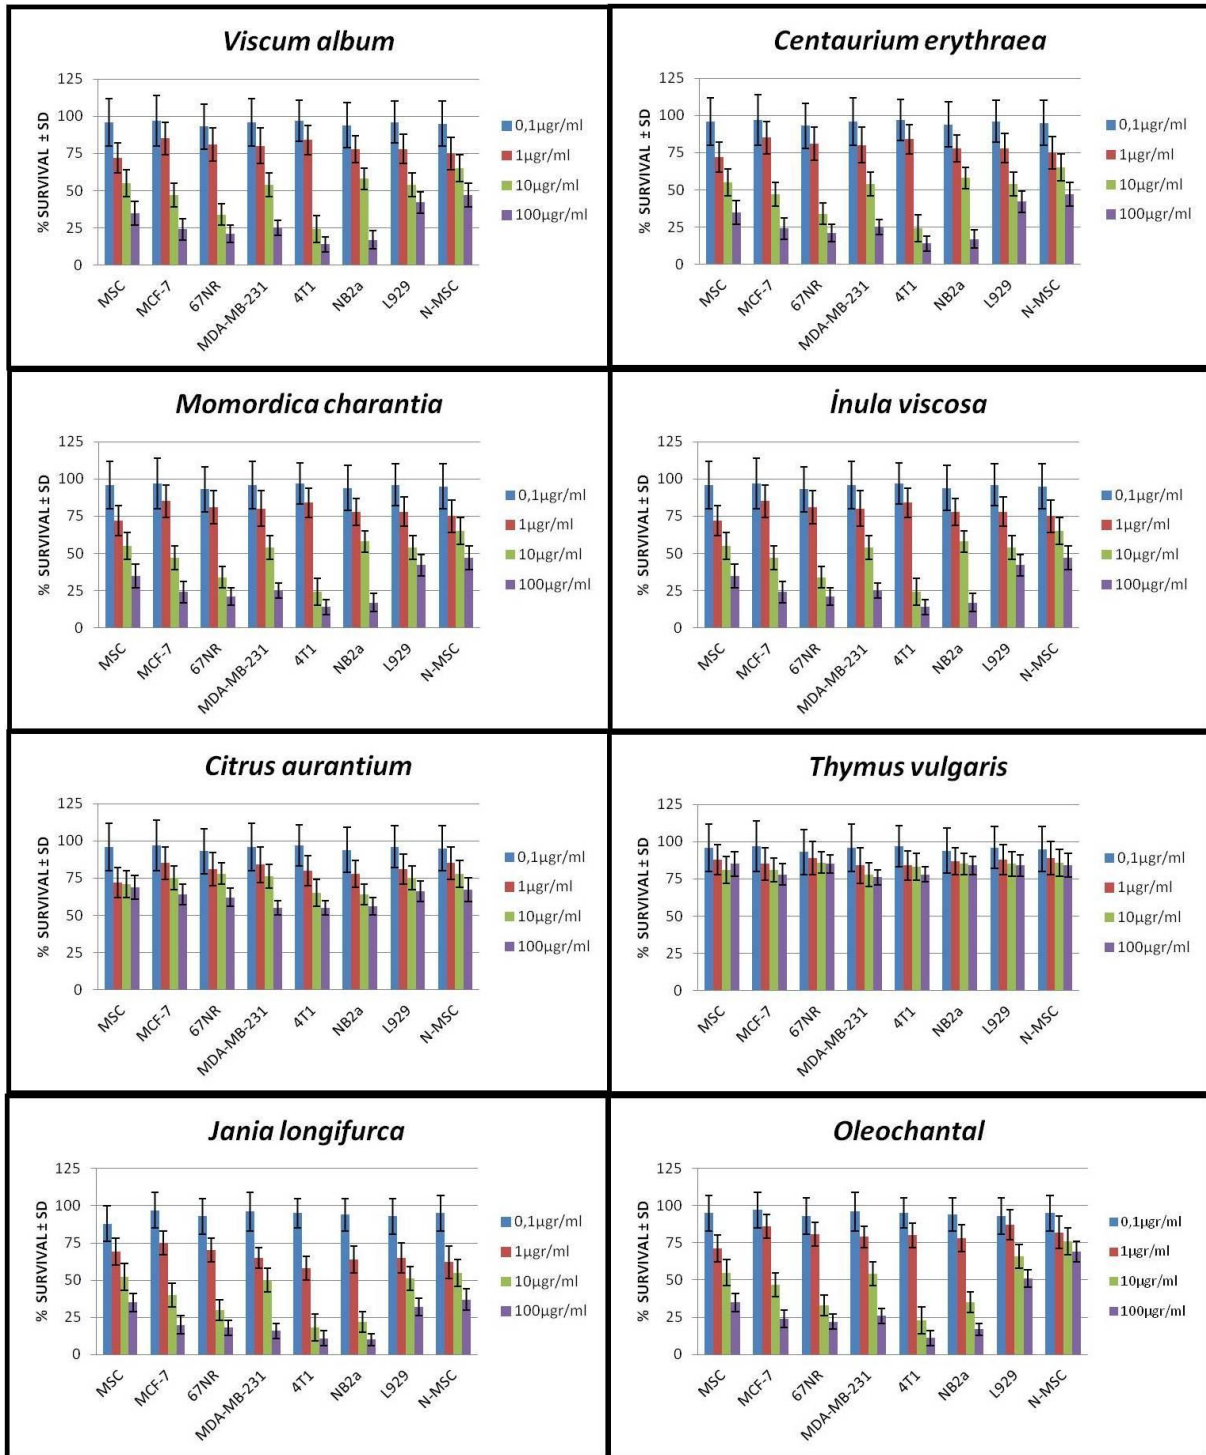 Viscum album
% SURVIVAL ± SD
125
100
75
50
25
0
MSC
MCF-7
67NR
MDA-MB-231
4T1
NB2a
L929
N-MSC
0,1µgr/ml
1µgr/ml
10µgr/ml
100µgr/ml
Centaurium erythraea
% SURVIVAL ± SD
125
100
75
50
25
0
MSC
MCF-7
67NR
MDA-MB-231
4T1
NB2a
L929
N-MSC
0,1µgr/ml
1µgr/ml
10µgr/ml
100µgr/ml
Momordica charantia
% SURVIVAL ± SD
125
100
75
50
25
0
MSC
MCF-7
67NR
MDA-MB-231
4T1
NB2a
L929
N-MSC
0,1µgr/ml
1µgr/ml
10µgr/ml
100µgr/ml
İnula viscosa
% SURVIVAL ± SD
125
100
75
50
25
0
MSC
MCF-7
67NR
MDA-MB-231
4T1
NB2a
L929
N-MSC
0,1µgr/ml
1µgr/ml
10µgr/ml
100µgr/ml
Citrus aurantium
% SURVIVAL ± SD
125
100
75
50
25
0
MSC
MCF-7
67NR
MDA-MB-231
4T1
NB2a
L929
N-MSC
0,1µgr/ml
1µgr/ml
10µgr/ml
100µgr/ml
Thymus vulgaris
% SURVIVAL ± SD
125
100
75
50
25
0
MSC
MCF-7
67NR
MDA-MB-231
4T1
NB2a
L929
N-MSC
0,1µgr/ml
1µgr/ml
10µgr/ml
100µgr/ml
Jania longifurca
% SURVIVAL ± SD
125
100
75
50
25
0
MSC
MCF-7
67NR
MDA-MB-231
4T1
NB2a
L929
N-MSC
0,1µgr/ml
1µgr/ml
10µgr/ml
100µgr/ml
Oleochantal
% SURVIVAL ± SD
125
100
75
50
25
0
MSC
MCF-7
67NR
MDA-MB-231
4T1
NB2a
L929
N-MSC
0,1µgr/ml
1µgr/ml
10µgr/ml
100µgr/ml